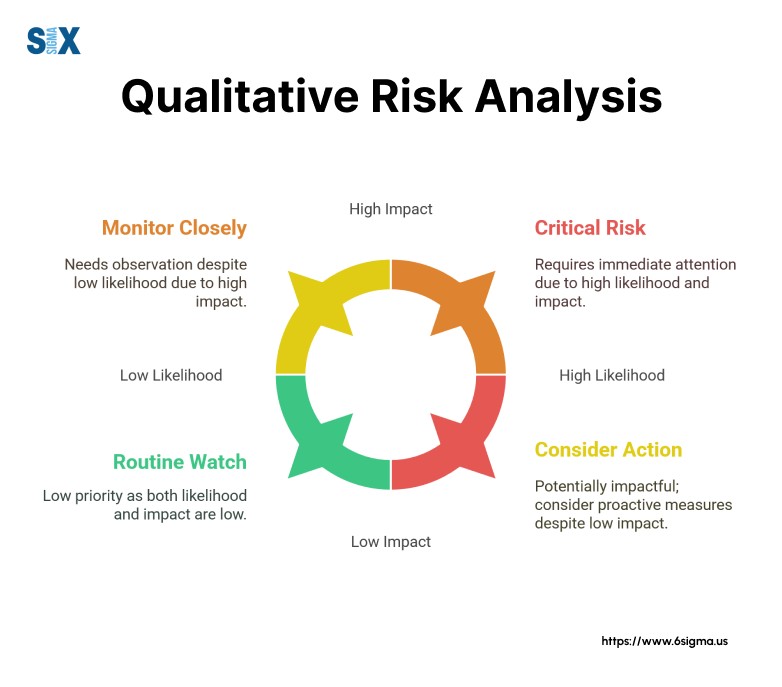 SIX
SIGMA
Qualitative Risk Analysis
High Impact
Monitor Closely
Needs observation despite
low likelihood due to high
impact.
Critical Risk
Requires immediate attention
due to high likelihood and
impact.
Low Likelihood
High Likelihood
Routine Watch
Low priority as both likelihood
and impact are low.
Consider Action
Potentially impactful;
consider proactive measures
despite low impact.
Low Impact
https://www.6sigma.us